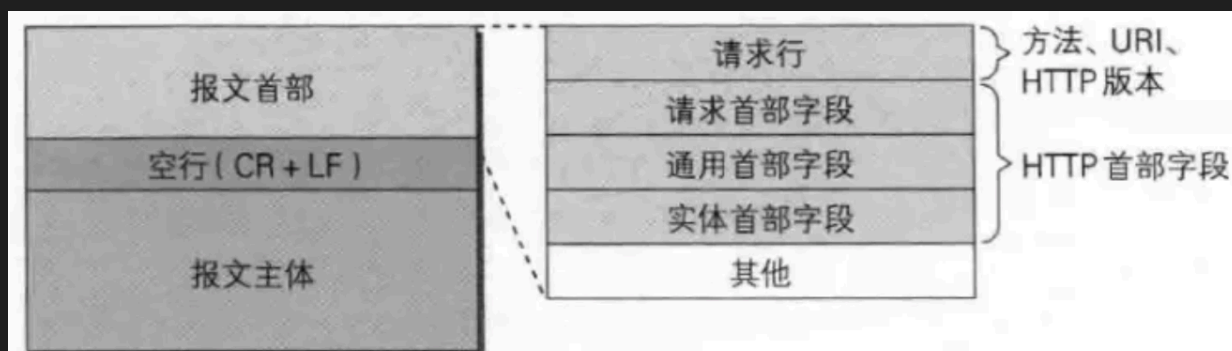 报文首部
空行(CR+LF)
报文主体
请求行
请求首部字段
通用首部字段
实体首部字段
其他
方法、URI、
HTTP版本
HTTP首部字段